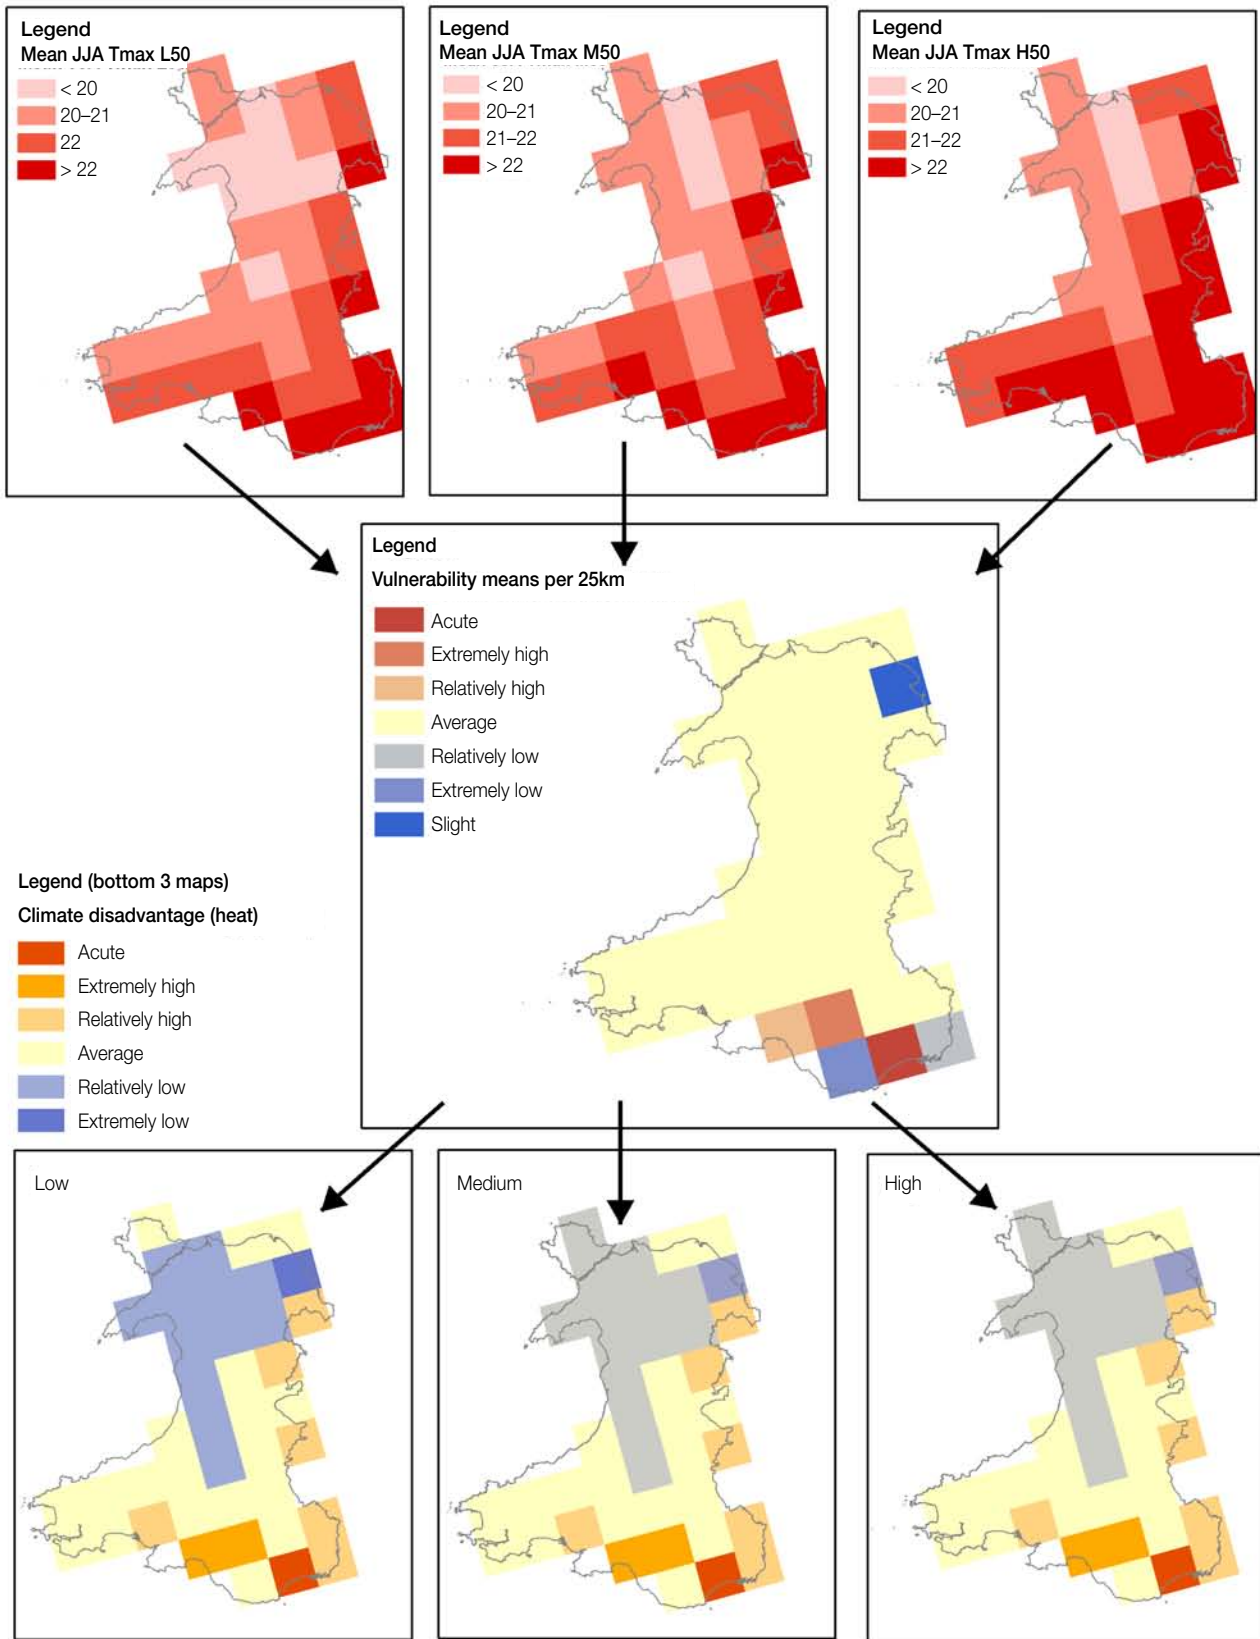 Legend
Mean JJA Tmax L50
< 20
20–21
22
> 22
Legend
Mean JJA Tmax M50
< 20
20–21
21–22
> 22
Legend
Mean JJA Tmax H50
< 20
20–21
21–22
> 22
Legend
Vulnerability means per 25km
Acute
Extremely high
Relatively high
Average
Relatively low
Extremely low
Slight
Legend (bottom 3 maps)
Climate disadvantage (heat)
Acute
Extremely high
Relatively high
Average
Relatively low
Extremely low
Low
Medium
High